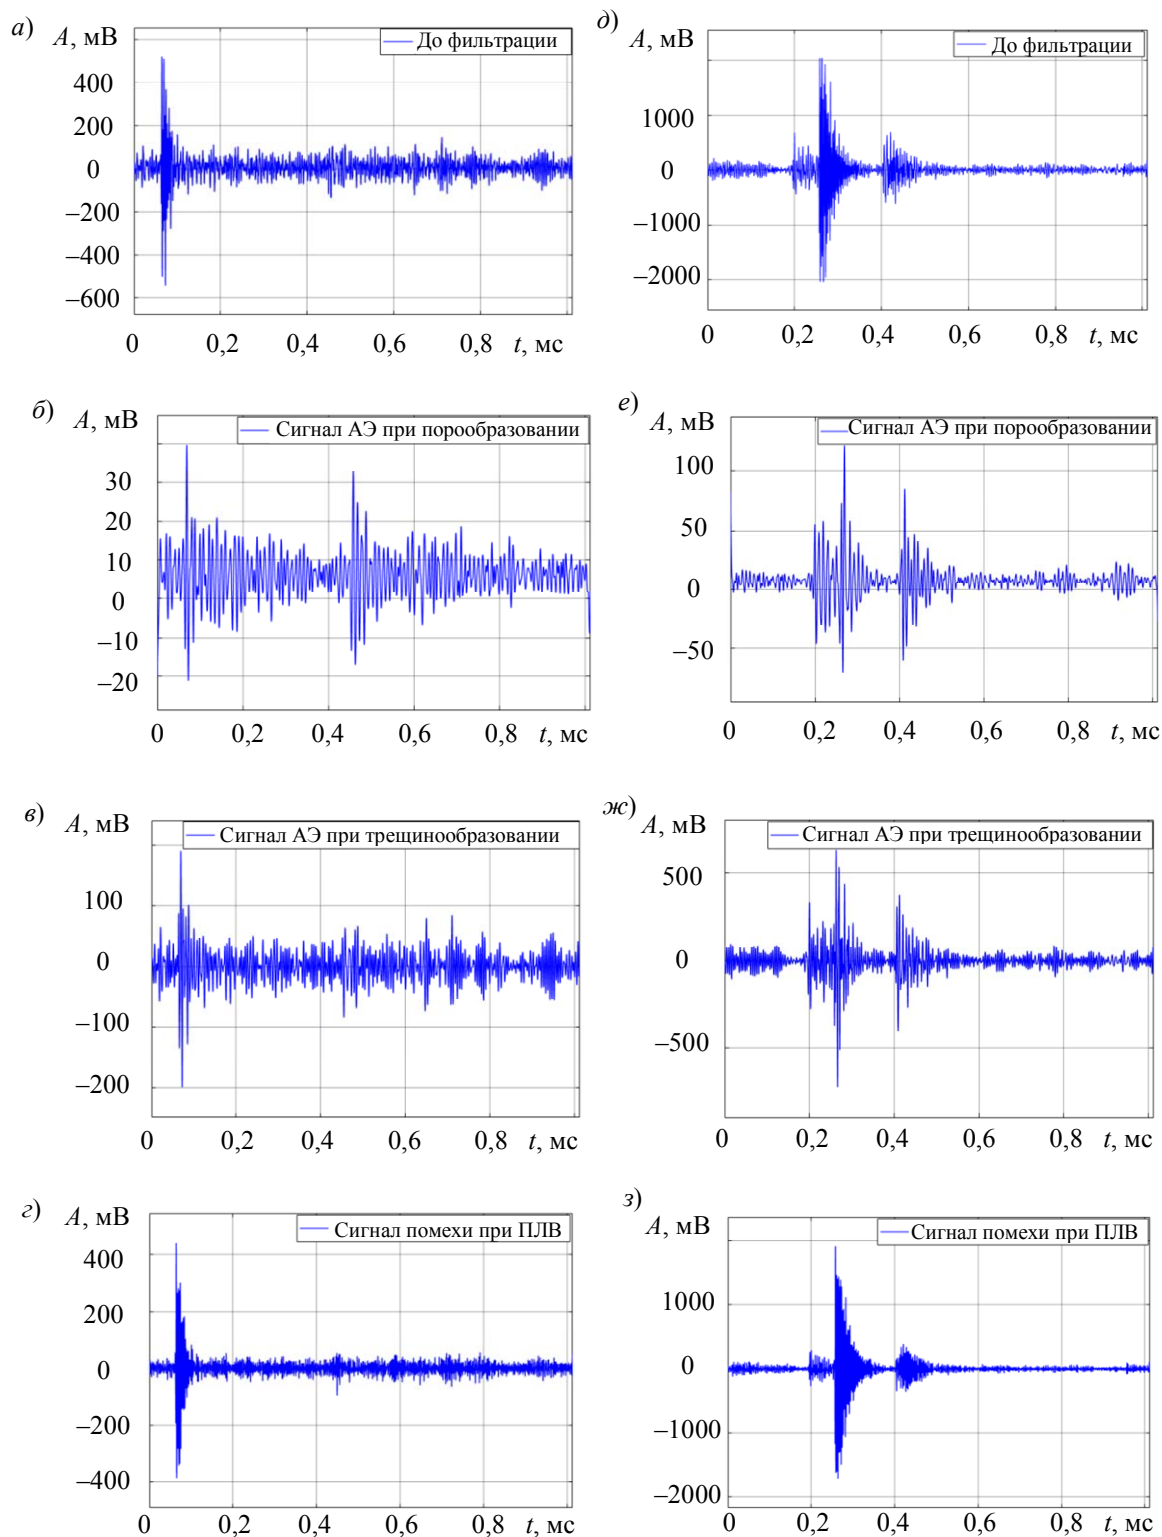 а)
А, мВ
До фильтрации
400
200
0
–200
–400
–600
0 0,2 0,4 0,6 0,8 t, мс
д)
А, мВ
До фильтрации
1000
0
–1000
–2000
0 0,2 0,4 0,6 0,8 t, мс
б)
А, мВ
Сигнал АЭ при порообразовании
30
20
10
0
–10
–20
0 0,2 0,4 0,6 0,8 t, мс
е)
А, мВ
Сигнал АЭ при порообразовании
100
50
0
–50
0 0,2 0,4 0,6 0,8 t, мс
в)
А, мВ
Сигнал АЭ при трещинообразовании
100
0
–100
–200
0 0,2 0,4 0,6 0,8 t, мс
ж)
А, мВ
Сигнал АЭ при трещинообразовании
500
0
–500
0 0,2 0,4 0,6 0,8 t, мс
г)
А, мВ
Сигнал помехи при ПЛВ
400
200
0
–200
–400
0 0,2 0,4 0,6 0,8 t, мс
з)
А, мВ
Сигнал помехи при ПЛВ
1000
0
–1000
–2000
0 0,2 0,4 0,6 0,8 t, мс